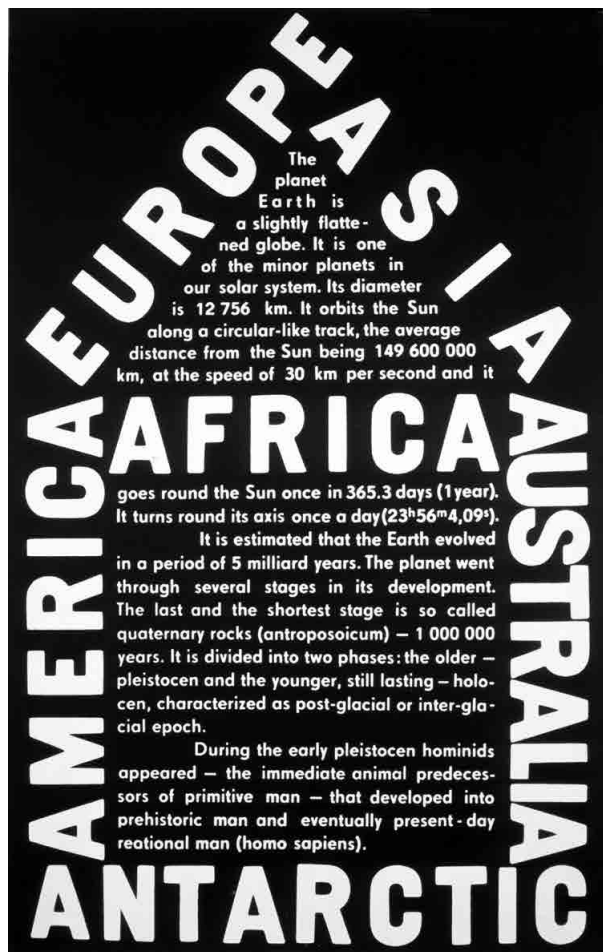 EUROPE
ASIA
The
planet
Earth is
a slightly flatte-
ned globe. It is one
of the minor planets in
our solar system. Its diameter
is 12 756 km. It orbits the Sun
along a circular-like track, the average
distance from the Sun being 149 600 000
km, at the speed of 30 km per second and it
AMERICA
AFRICA
AUSTRALIA
goes round the Sun once in 365.3 days (1 year).
It turns round its axis once a day (23ʰ56ᵐ4,09ˢ).
It is estimated that the Earth evolved
in a period of 5 milliard years. The planet went
through several stages in its development.
The last and the shortest stage is so called
quaternary rocks (antroposoicum) – 1 000 000
years. It is divided into two phases: the older –
pleistocen and the younger, still lasting – holo-
cen, characterized as post-glacial or inter-gla-
cial epoch.
During the early pleistocen hominids
appeared – the immediate animal predeces-
sors of primitive man – that developed into
prehistoric man and eventually present-day
reational man (homo sapiens).
ANTARCTIC